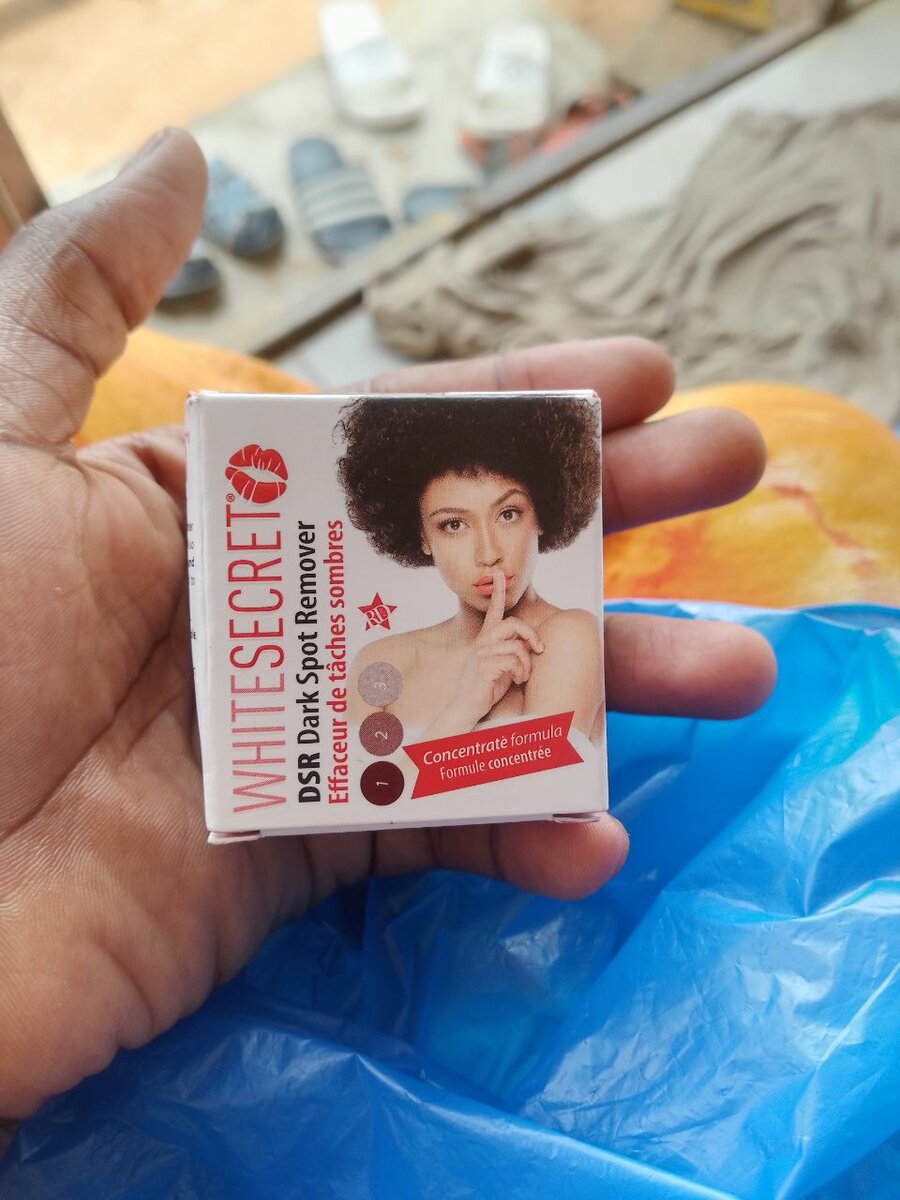 WHITESECRET®
DSR Dark Spot Remover
Effaceur de tâches sombres
RD
3
2
1
Concentrate formula
Formule concentrée